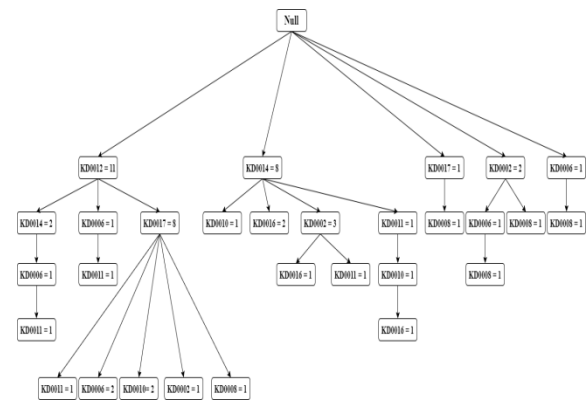 Null
KD0012 = 11
KD0014 = 8
KD0017 = 1
KD0002 = 2
KD0006 = 1
KD0014 = 2
KD0006 = 1
KD0017 = 8
KD0010 = 1
KD0016 = 2
KD0002 = 3
KD0011 = 1
KD0008 = 1
KD0006 = 1
KD0008 = 1
KD0008 = 1
KD0006 = 1
KD0011 = 1
KD0016 = 1
KD0011 = 1
KD0010 = 1
KD0008 = 1
KD0011 = 1
KD0016 = 1
KD0011 = 1
KD0006 = 2
KD0010= 2
KD0002 = 1
KD0008 = 1